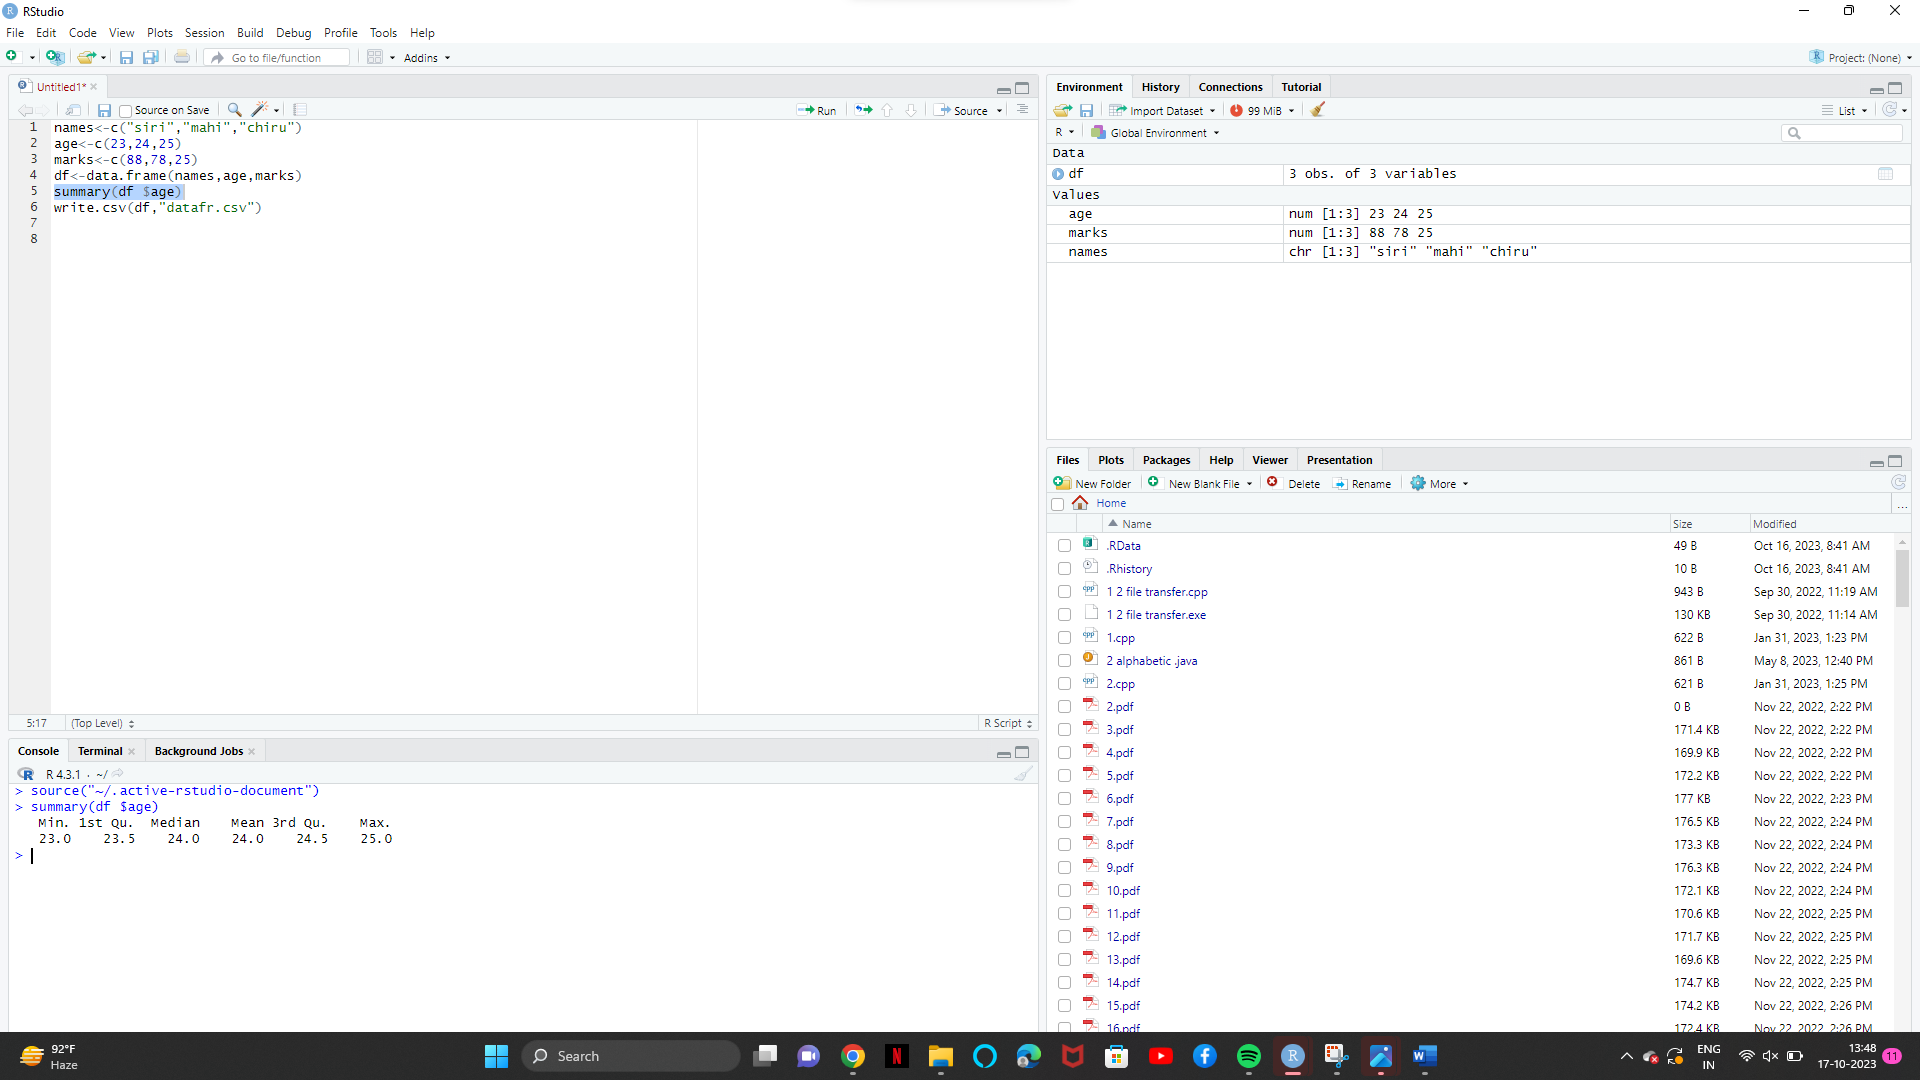 RStudio
File Edit Code View Plots Session Build Debug Profile Tools Help
Go to file/function Addins Project: (None)
Untitled1*
Source on Save Run Source
1 names<-c("siri","mahi","chiru")
2 age<-c(23,24,25)
3 marks<-c(88,78,25)
4 df<-data.frame(names,age,marks)
5 summary(df $age)
6 write.csv(df,"datafr.csv")
7
8
5:17 (Top Level) R Script
Console Terminal Background Jobs
R 4.3.1 · ~/
> source("~/.active-rstudio-document")
> summary(df $age)
Min. 1st Qu. Median Mean 3rd Qu. Max.
23.0 23.5 24.0 24.0 24.5 25.0
>
Environment History Connections Tutorial
Import Dataset 99 MiB List
R Global Environment
Data
df 3 obs. of 3 variables
Values
age num [1:3] 23 24 25
marks num [1:3] 88 78 25
names chr [1:3] "siri" "mahi" "chiru"
Files Plots Packages Help Viewer Presentation
New Folder New Blank File Delete Rename More
Home ...
Name Size Modified
.RData 49 B Oct 16, 2023, 8:41 AM
.Rhistory 10 B Oct 16, 2023, 8:41 AM
1 2 file transfer.cpp 943 B Sep 30, 2022, 11:19 AM
1 2 file transfer.exe 130 KB Sep 30, 2022, 11:14 AM
1.cpp 622 B Jan 31, 2023, 1:23 PM
2 alphabetic .java 861 B May 8, 2023, 12:40 PM
2.cpp 621 B Jan 31, 2023, 1:25 PM
2.pdf 0 B Nov 22, 2022, 2:22 PM
3.pdf 171.4 KB Nov 22, 2022, 2:22 PM
4.pdf 169.9 KB Nov 22, 2022, 2:22 PM
5.pdf 172.2 KB Nov 22, 2022, 2:22 PM
6.pdf 177 KB Nov 22, 2022, 2:23 PM
7.pdf 176.5 KB Nov 22, 2022, 2:24 PM
8.pdf 173.3 KB Nov 22, 2022, 2:24 PM
9.pdf 176.3 KB Nov 22, 2022, 2:24 PM
10.pdf 172.1 KB Nov 22, 2022, 2:24 PM
11.pdf 170.6 KB Nov 22, 2022, 2:25 PM
12.pdf 171.7 KB Nov 22, 2022, 2:25 PM
13.pdf 169.6 KB Nov 22, 2022, 2:25 PM
14.pdf 174.7 KB Nov 22, 2022, 2:25 PM
15.pdf 174.2 KB Nov 22, 2022, 2:26 PM
16.pdf 172.4 KB Nov 22, 2022, 2:26 PM
92°F
Haze
Search
ENG
IN
13:48
17-10-2023
11